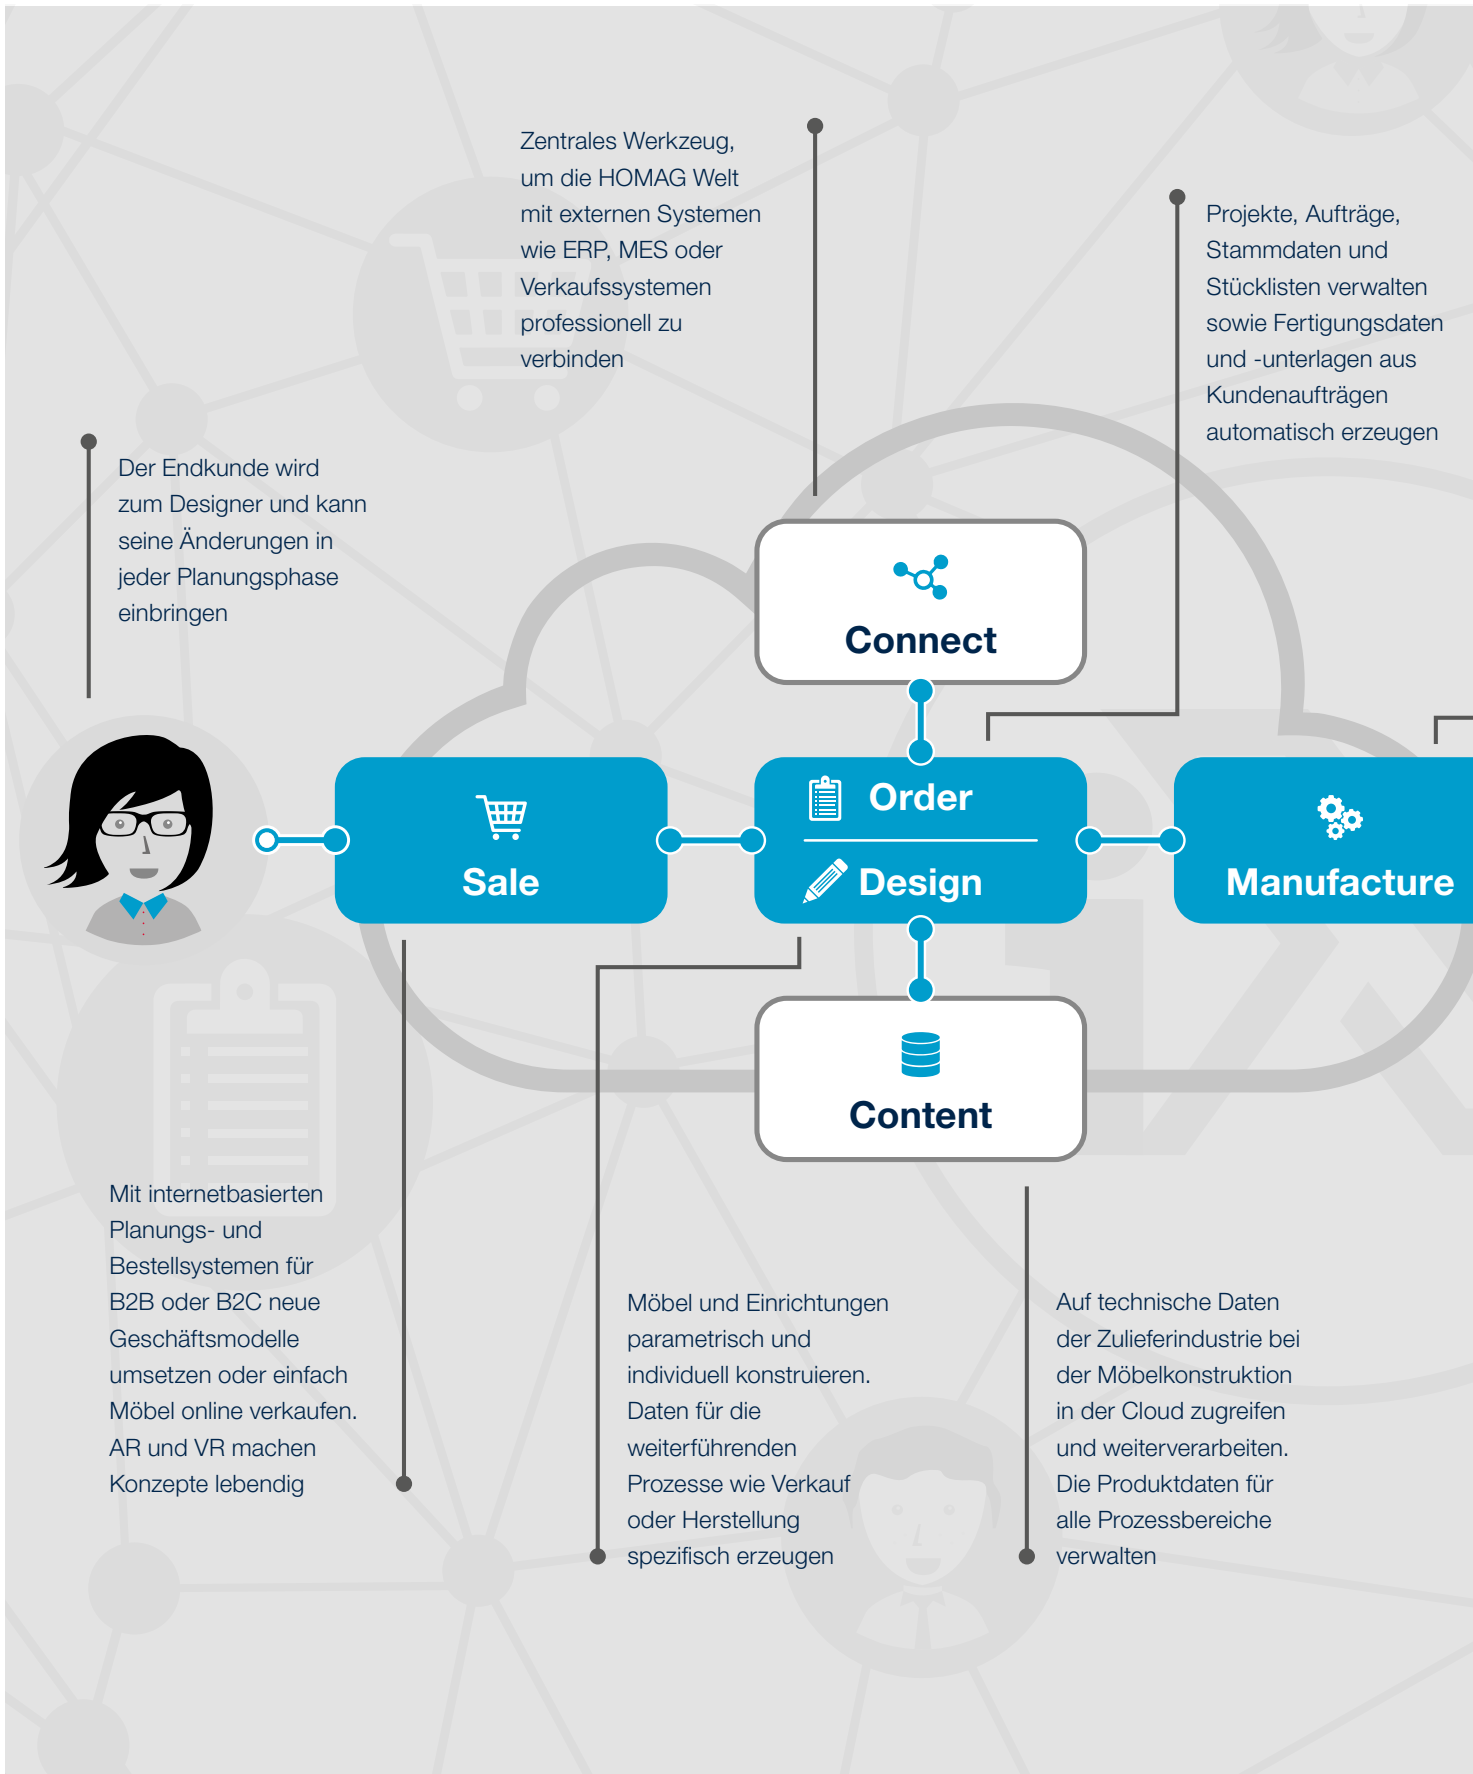 Zentrales Werkzeug,
um die HOMAG Welt
mit externen Systemen
wie ERP, MES oder
Verkaufssystemen
professionell zu
verbinden
Projekte, Aufträge,
Stammdaten und
Stücklisten verwalten
sowie Fertigungsdaten
und -unterlagen aus
Kundenaufträgen
automatisch erzeugen
Der Endkunde wird
zum Designer und kann
seine Änderungen in
jeder Planungsphase
einbringen
Connect
Sale
Order
Design
Manufacture
Content
Mit internetbasierten
Planungs- und
Bestellsystemen für
B2B oder B2C neue
Geschäftsmodelle
umsetzen oder einfach
Möbel online verkaufen.
AR und VR machen
Konzepte lebendig
Möbel und Einrichtungen
parametrisch und
individuell konstruieren.
Daten für die
weiterführenden
Prozesse wie Verkauf
oder Herstellung
spezifisch erzeugen
Auf technische Daten
der Zulieferindustrie bei
der Möbelkonstruktion
in der Cloud zugreifen
und weiterverarbeiten.
Die Produktdaten für
alle Prozessbereiche
verwalten